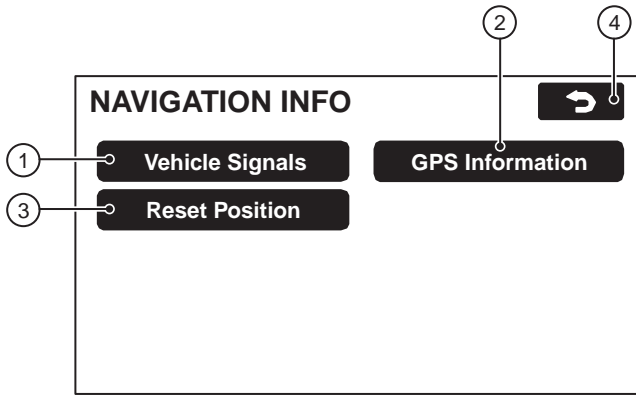 2
4
NAVIGATION INFO
1
Vehicle Signals
GPS Information
3
Reset Position